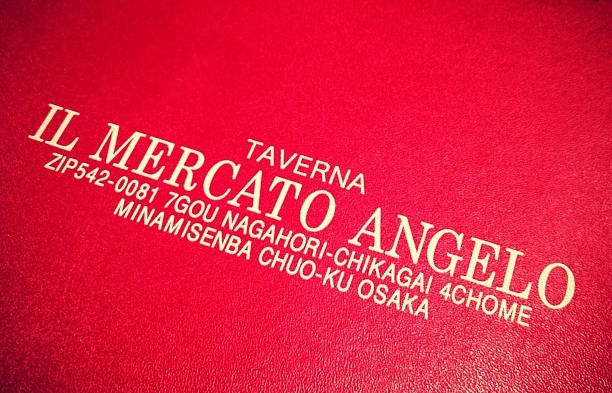 TAVERNA
IL MERCATO ANGELO
ZIP542-0081 7GOU NAGAHORI-CHIKAGAI 4CHOME
MINAMISENBA CHUO-KU OSAKA